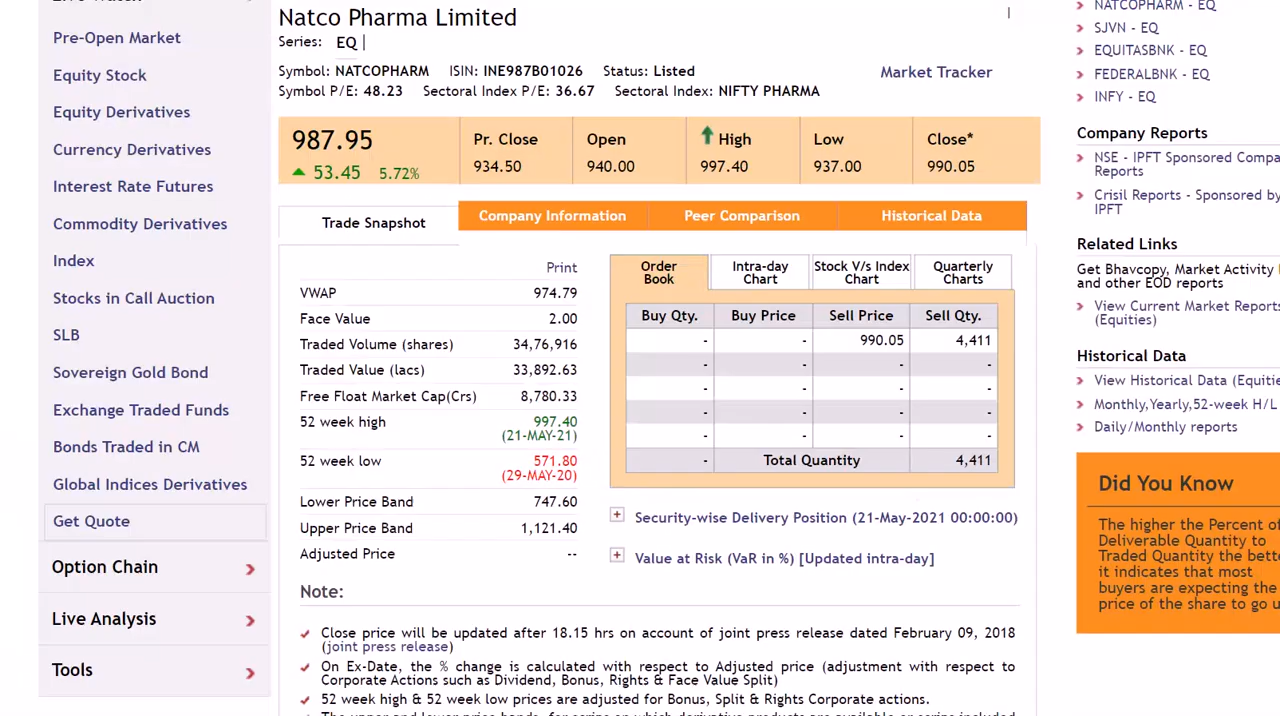 Pre-Open Market
Equity Stock
Equity Derivatives
Currency Derivatives
Interest Rate Futures
Commodity Derivatives
Index
Stocks in Call Auction
SLB
Sovereign Gold Bond
Exchange Traded Funds
Bonds Traded in CM
Global Indices Derivatives
Get Quote
Option Chain
Live Analysis
Tools
Natco Pharma Limited
Series: EQ |
Symbol: NATCOPHARM ISIN: INE987B01026 Status: Listed
Market Tracker
Symbol P/E: 48.23 Sectoral Index P/E: 36.67 Sectoral Index: NIFTY PHARMA
987.95
53.45 5.72%
Pr. Close
934.50
Open
940.00
High
997.40
Low
937.00
Close*
990.05
Trade Snapshot
Company Information
Peer Comparison
Historical Data
Print
VWAP 974.79
Face Value 2.00
Traded Volume (shares) 34,76,916
Traded Value (lacs) 33,892.63
Free Float Market Cap(Crs) 8,780.33
52 week high 997.40
(21-MAY-21)
52 week low 571.80
(29-MAY-20)
Lower Price Band 747.60
Upper Price Band 1,121.40
Adjusted Price --
Order
Book
Intra-day
Chart
Stock V/s Index
Chart
Quarterly
Charts
Buy Qty. Buy Price Sell Price Sell Qty.
- - 990.05 4,411
- - - -
- - - -
- - - -
- - - -
- Total Quantity 4,411
Security-wise Delivery Position (21-May-2021 00:00:00)
Value at Risk (VaR in %) [Updated intra-day]
Note:
Close price will be updated after 18.15 hrs on account of joint press release dated February 09, 2018
(joint press release)
On Ex-Date, the % change is calculated with respect to Adjusted price (adjustment with respect to
Corporate Actions such as Dividend, Bonus, Rights & Face Value Split)
52 week high & 52 week low prices are adjusted for Bonus, Split & Rights Corporate actions.
NATCOPHARM - EQ
SJVN - EQ
EQUITASBNK - EQ
FEDERALBNK - EQ
INFY - EQ
Company Reports
NSE - IPFT Sponsored Compa
Reports
Crisil Reports - Sponsored by
IPFT
Related Links
Get Bhavcopy, Market Activity
and other EOD reports
View Current Market Reports
(Equities)
Historical Data
View Historical Data (Equitie
Monthly,Yearly,52-week H/L
Daily/Monthly reports
Did You Know
The higher the Percent of
Deliverable Quantity to
Traded Quantity the bette
it indicates that most
buyers are expecting the
price of the share to go u